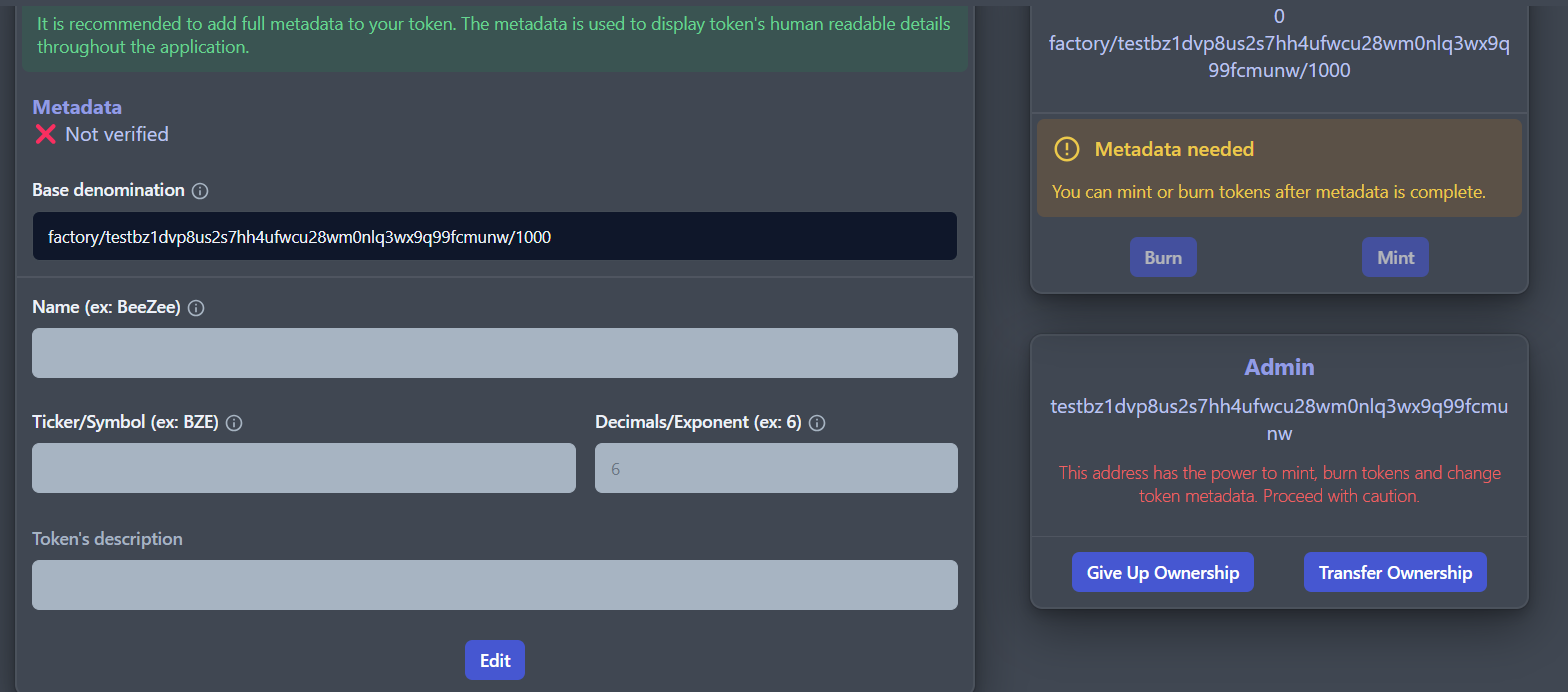 It is recommended to add full metadata to your token. The metadata is used to display token's human readable details
throughout the application.
Metadata
❌ Not verified
Base denomination
factory/testbz1dvp8us2s7hh4ufwcu28wm0nlq3wx9q99fcmunw/1000
Name (ex: BeeZee)
Ticker/Symbol (ex: BZE)
Decimals/Exponent (ex: 6)
6
Token's description
Edit
0
factory/testbz1dvp8us2s7hh4ufwcu28wm0nlq3wx9q
99fcmunw/1000
Metadata needed
You can mint or burn tokens after metadata is complete.
Burn
Mint
Admin
testbz1dvp8us2s7hh4ufwcu28wm0nlq3wx9q99fcmu
nw
This address has the power to mint, burn tokens and change
token metadata. Proceed with caution.
Give Up Ownership
Transfer Ownership